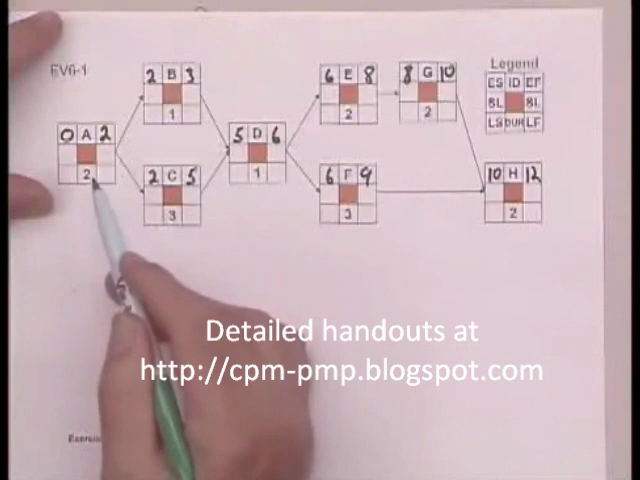 EV6-1
Legend
ES ID EF
SL SL
LS DUR LF
0 A 2
2
2 B 3
1
2 C 5
3
5 D 6
1
6 E 8
2
6 F 9
3
8 G 10
2
10 H 12
2
Detailed handouts at
http://cpm-pmp.blogspot.com